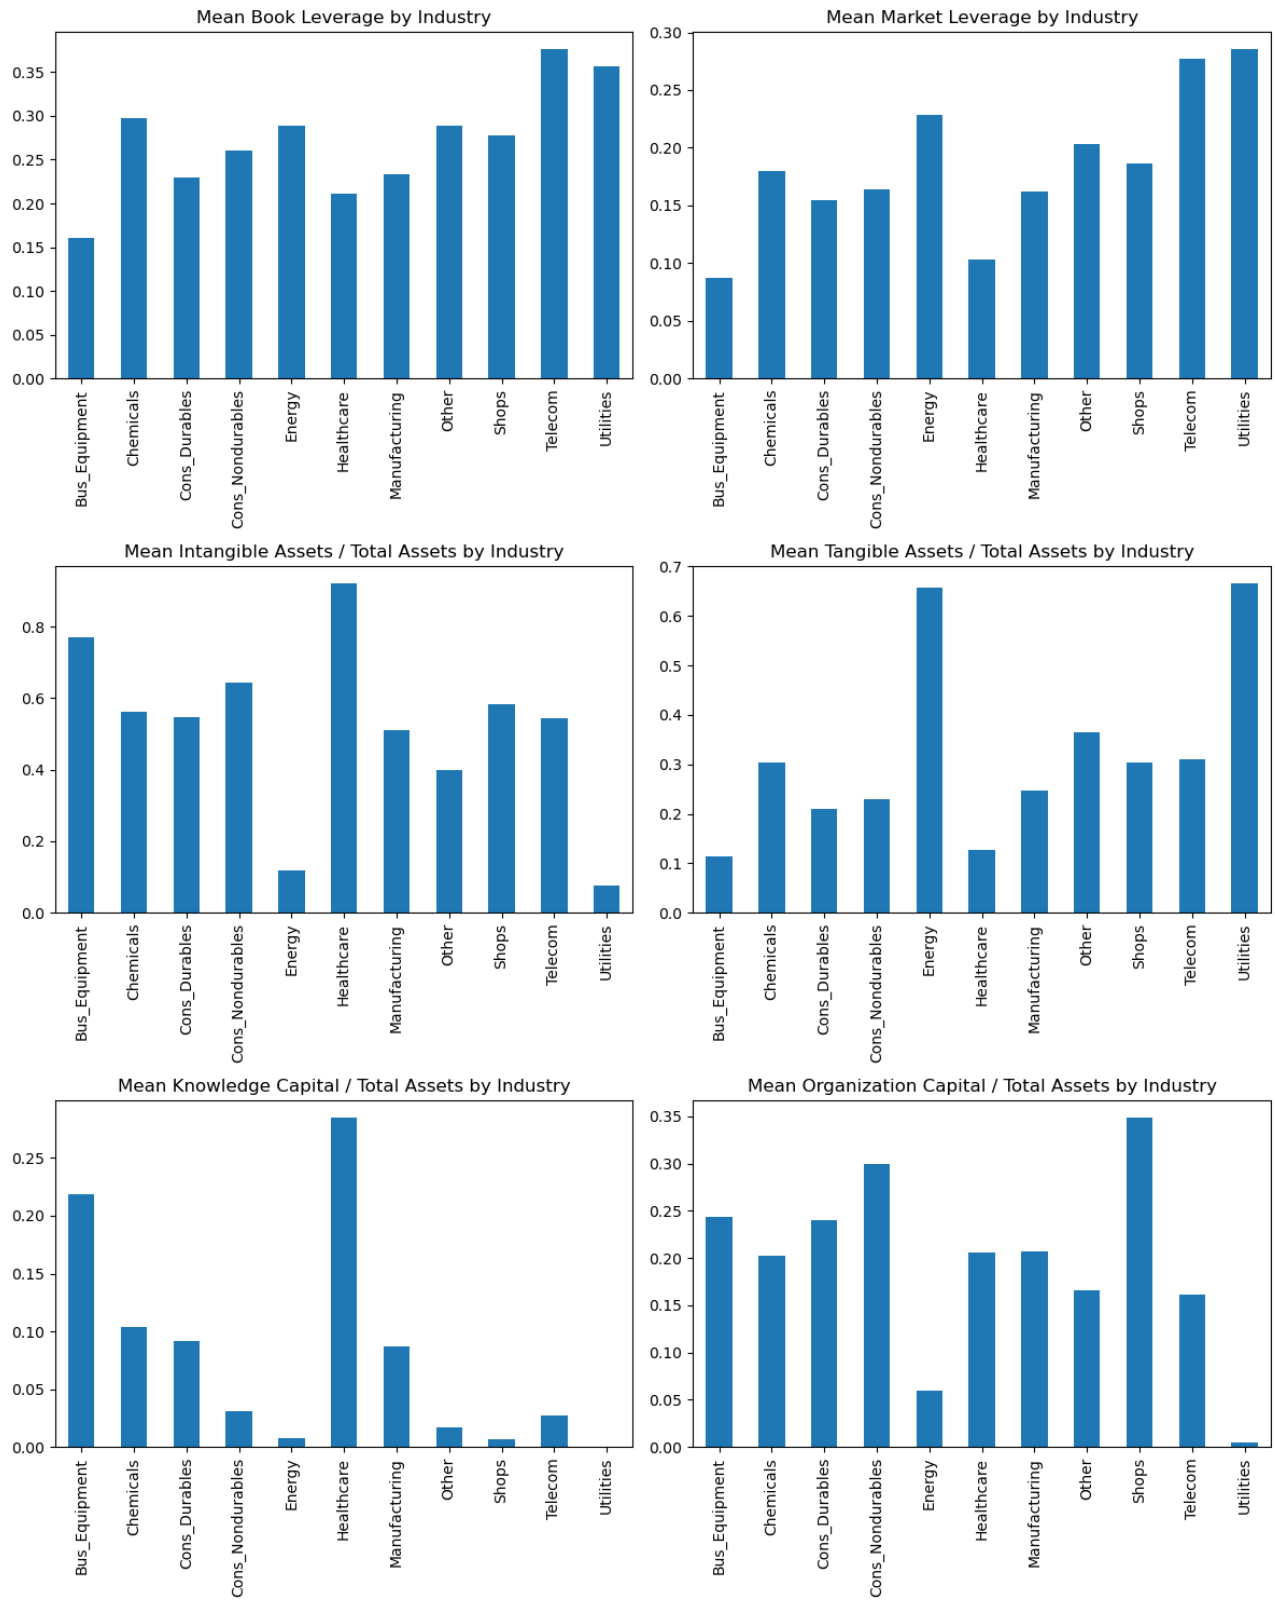 Mean Book Leverage by Industry
0.35
0.30
0.25
0.20
0.15
0.10
0.05
0.00
Bus_Equipment
Chemicals
Cons_Durables
Cons_Nondurables
Energy
Healthcare
Manufacturing
Other
Shops
Telecom
Utilities
Mean Market Leverage by Industry
0.30
0.25
0.20
0.15
0.10
0.05
0.00
Bus_Equipment
Chemicals
Cons_Durables
Cons_Nondurables
Energy
Healthcare
Manufacturing
Other
Shops
Telecom
Utilities
Mean Intangible Assets / Total Assets by Industry
0.8
0.6
0.4
0.2
0.0
Bus_Equipment
Chemicals
Cons_Durables
Cons_Nondurables
Energy
Healthcare
Manufacturing
Other
Shops
Telecom
Utilities
Mean Tangible Assets / Total Assets by Industry
0.7
0.6
0.5
0.4
0.3
0.2
0.1
0.0
Bus_Equipment
Chemicals
Cons_Durables
Cons_Nondurables
Energy
Healthcare
Manufacturing
Other
Shops
Telecom
Utilities
Mean Knowledge Capital / Total Assets by Industry
0.25
0.20
0.15
0.10
0.05
0.00
Bus_Equipment
Chemicals
Cons_Durables
Cons_Nondurables
Energy
Healthcare
Manufacturing
Other
Shops
Telecom
Utilities
Mean Organization Capital / Total Assets by Industry
0.35
0.30
0.25
0.20
0.15
0.10
0.05
0.00
Bus_Equipment
Chemicals
Cons_Durables
Cons_Nondurables
Energy
Healthcare
Manufacturing
Other
Shops
Telecom
Utilities